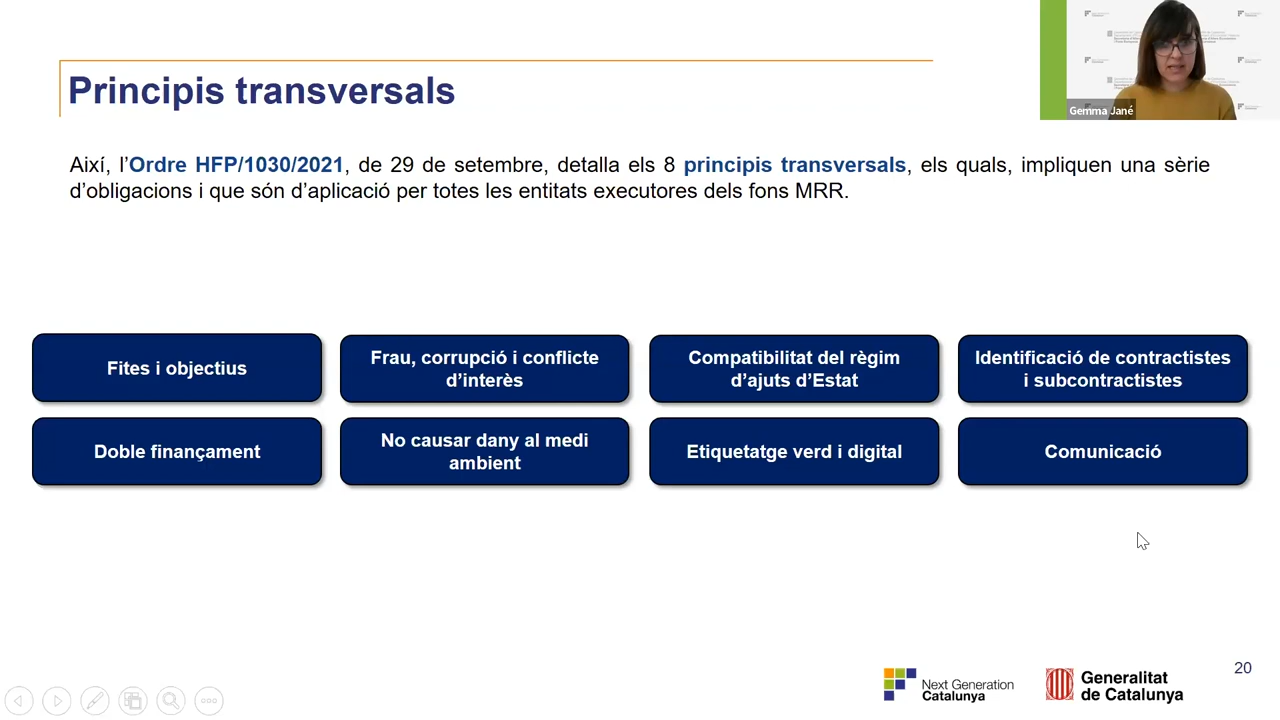 Principis transversals
Gemma Jané
Així, l'Ordre HFP/1030/2021, de 29 de setembre, detalla els 8 principis transversals, els quals, impliquen una sèrie
d'obligacions i que són d'aplicació per totes les entitats executores dels fons MRR.
Fites i objectius
Frau, corrupció i conflicte
d'interès
Compatibilitat del règim
d'ajuts d'Estat
Identificació de contractistes
i subcontractistes
Doble finançament
No causar dany al medi
ambient
Etiquetatge verd i digital
Comunicació
Next Generation
Catalunya
Generalitat
de Catalunya
20